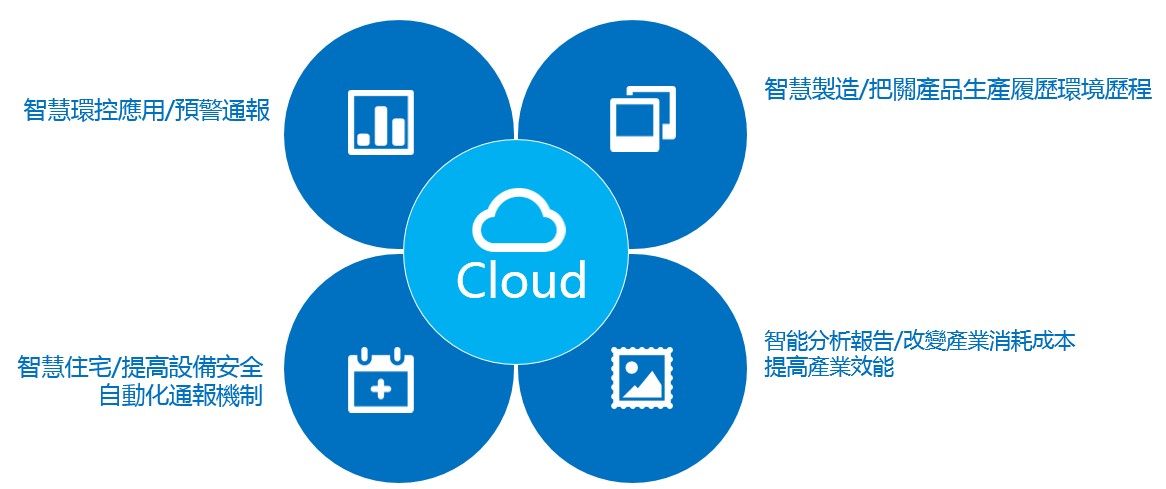 智慧環控應用/預警通報
智慧製造/把關產品生產履歷環境歷程
Cloud
智慧住宅/提高設備安全
自動化通報機制
智能分析報告/改變產業消耗成本
提高產業效能